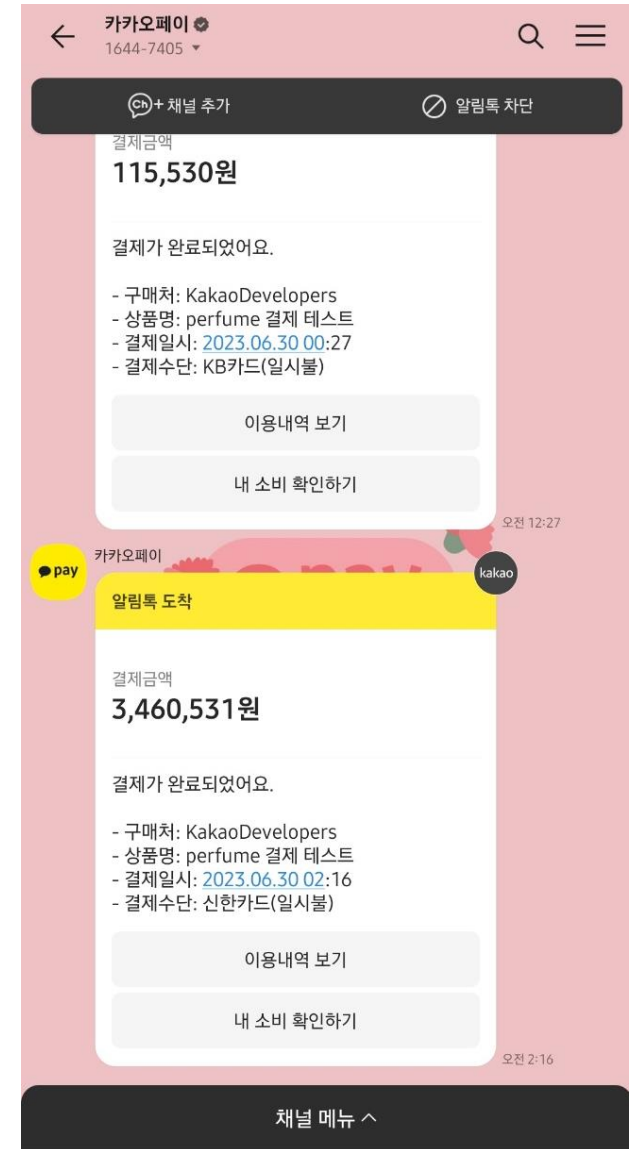 카카오페이
1644-7405
Ch+ 채널 추가
알림톡 차단
결제금액
115,530원
결제가 완료되었어요.
- 구매처: KakaoDevelopers
- 상품명: perfume 결제 테스트
- 결제일시: 2023.06.30 00:27
- 결제수단: KB카드(일시불)
이용내역 보기
내 소비 확인하기
오전 12:27
pay
카카오페이
kakao
알림톡 도착
결제금액
3,460,531원
결제가 완료되었어요.
- 구매처: KakaoDevelopers
- 상품명: perfume 결제 테스트
- 결제일시: 2023.06.30 02:16
- 결제수단: 신한카드(일시불)
이용내역 보기
내 소비 확인하기
오전 2:16
채널 메뉴